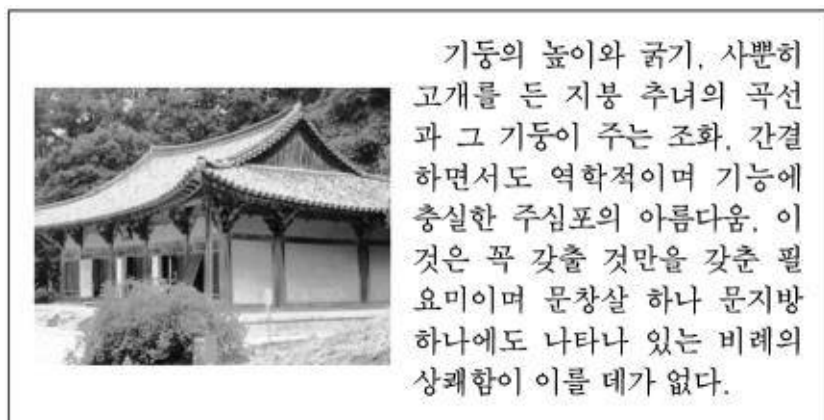 기둥의 높이와 굵기, 사뿐히
고개를 든 지붕 추녀의 곡선
과 그 기둥이 주는 조화, 간결
하면서도 역학적이며 기능에
충실한 주심포의 아름다움, 이
것은 꼭 갖출 것만을 갖춘 필
요미이며 문창살 하나 문지방
하나에도 나타나 있는 비례의
상쾌함이 이를 데가 없다.